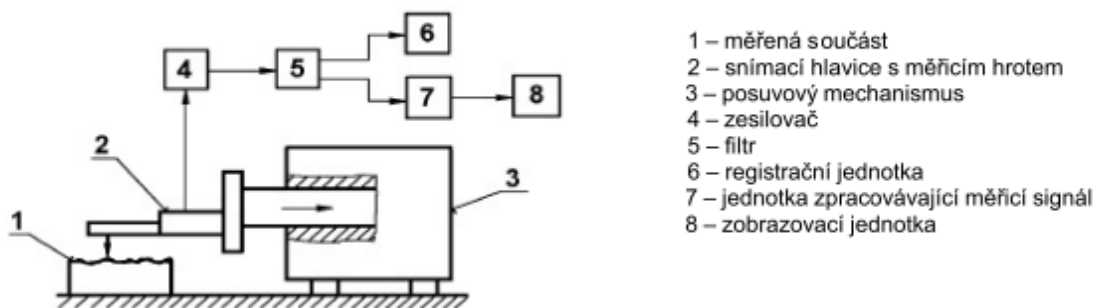 6
4
5
7
8
2
3
1
1 – měřená součást
2 – snímací hlavice s měřicím hrotem
3 – posuvový mechanismus
4 – zesilovač
5 – filtr
6 – registrační jednotka
7 – jednotka zpracovávající měřicí signál
8 – zobrazovací jednotka